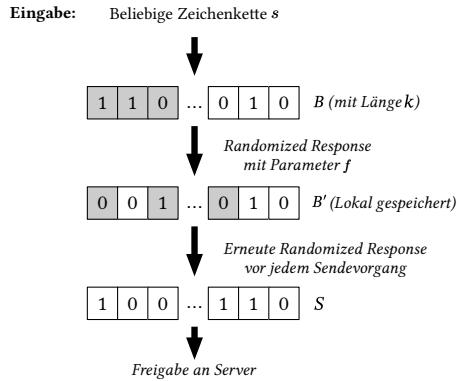 Eingabe: Beliebige Zeichenkette s
1 1 0 ... 0 1 0 B (mit Länge k)
Randomized Response
mit Parameter f
0 0 1 ... 0 1 0 B′ (Lokal gespeichert)
Erneute Randomized Response
vor jedem Sendevorgang
1 0 0 ... 1 1 0 S
Freigabe an Server